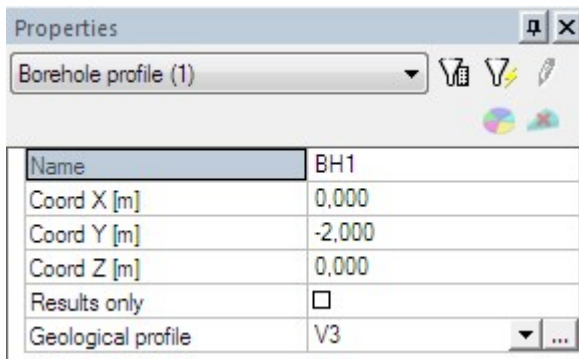 Properties
Borehole profile (1)
Name BH1
Coord X [m] 0,000
Coord Y [m] -2,000
Coord Z [m] 0,000
Results only
Geological profile V3 ...